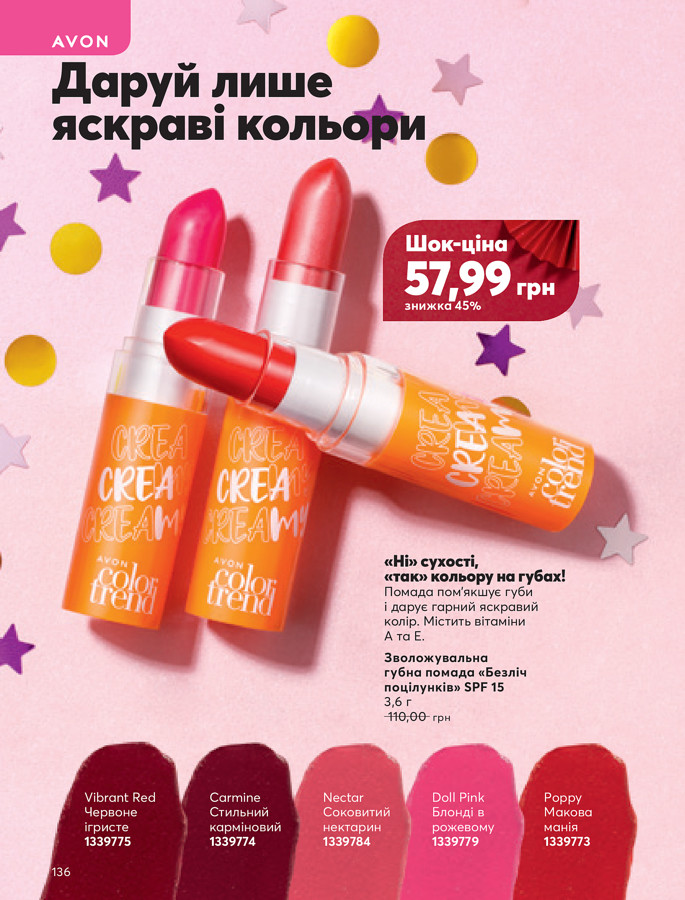 AVON
Даруй лише
яскраві кольори
Шок-ціна
57,99 грн
знижка 45%
CREA
CREAM
CREAMY
AVON
color
trend
CREA
CREAM
CREAMY
AVON
color
trend
CREA
CREAM
CREAMY
AVON
color
trend
«Ні» сухості,
«так» кольору на губах!
Помада пом’якшує губи
і дарує гарний яскравий
колір. Містить вітаміни
А та Е.
Зволожувальна
губна помада «Безліч
поцілунків» SPF 15
3,6 г
110,00 грн
Vibrant Red
Червоне
ігристе
1339775
Carmine
Стильний
карміновий
1339774
Nectar
Соковитий
нектарин
1339784
Doll Pink
Блонді в
рожевому
1339779
Poppy
Макова
манія
1339773
136